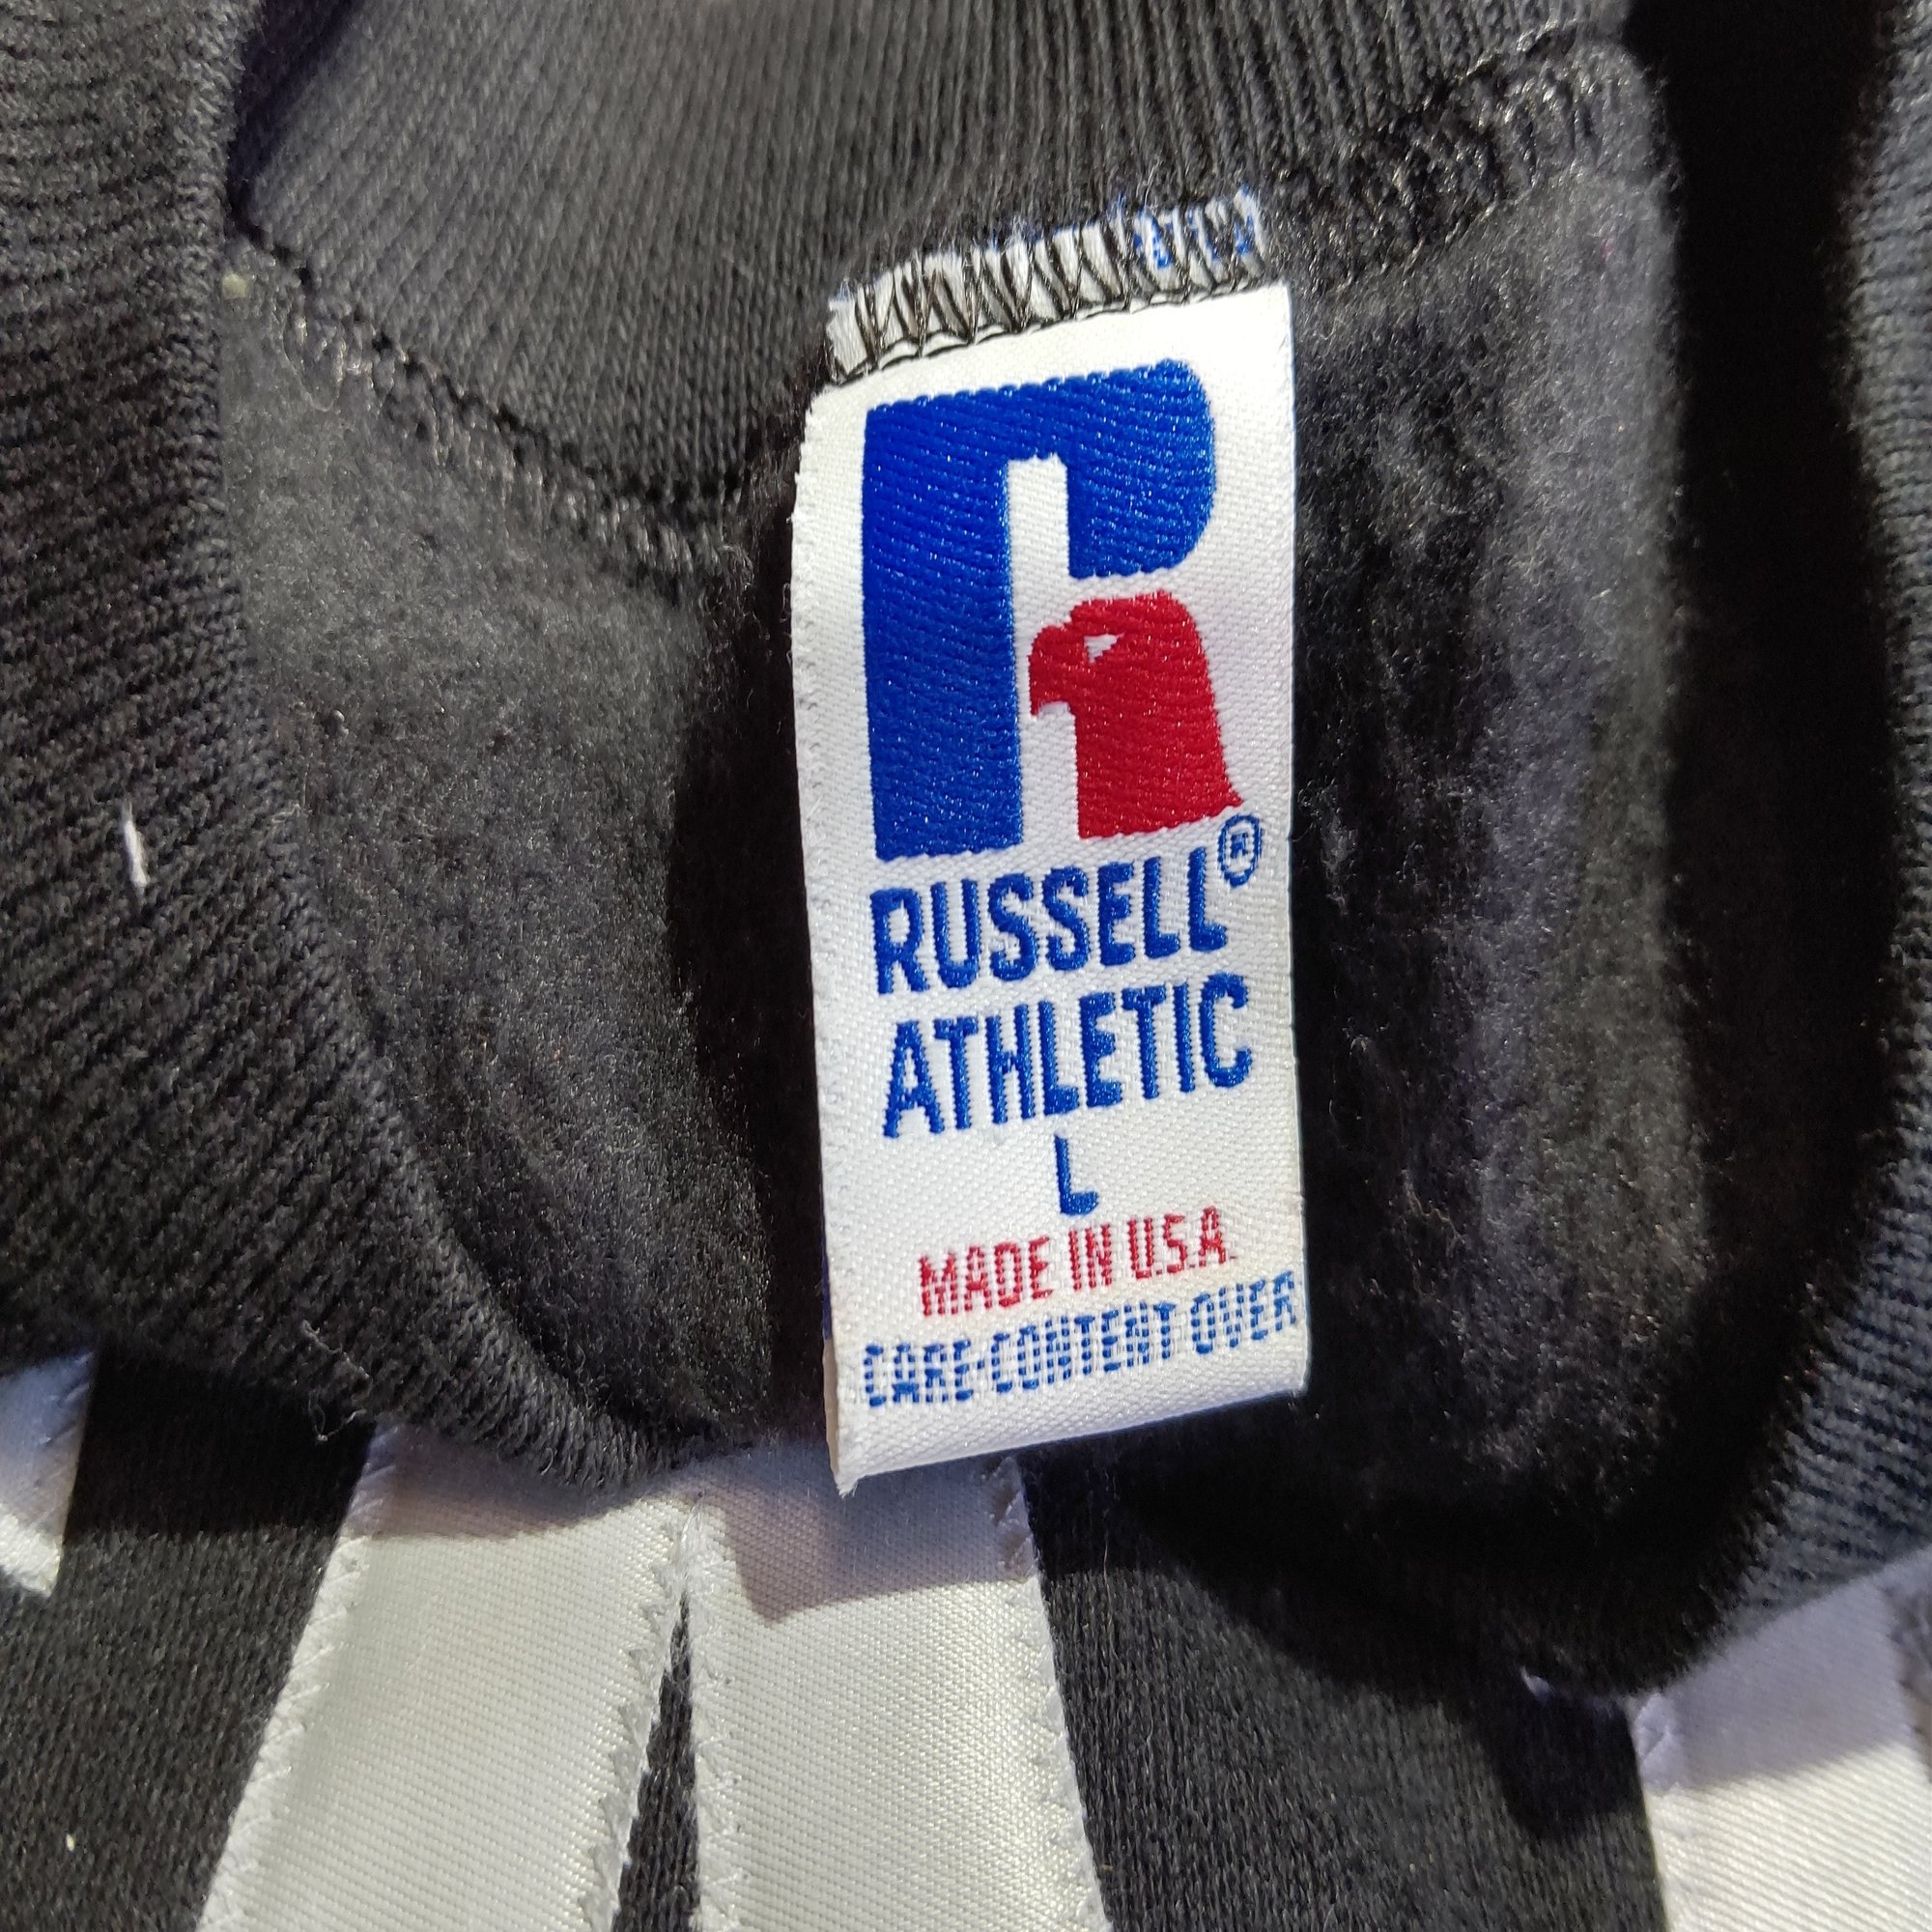 R
RUSSELL®
ATHLETIC
L
MADE IN U.S.A.
CARE-CONTENT OVER